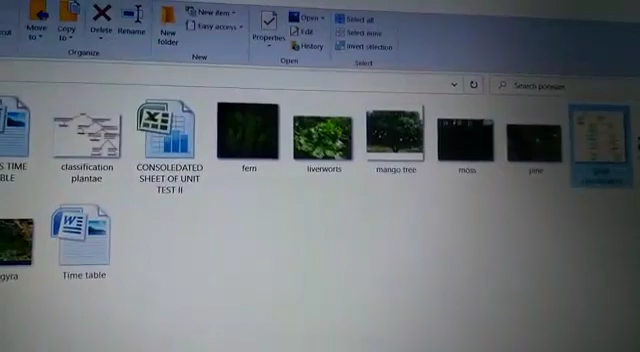 Move to
Copy to
Delete
Rename
Organize
New folder
New item
Easy access
New
Properties
Open
Edit
History
Open
Select all
Select none
Invert selection
Select
Search
S TIME
BLE
classification
plantae
CONSOLEDATED
SHEET OF UNIT
TEST II
fern
liverworts
mango tree
moss
pine
gyra
Time table